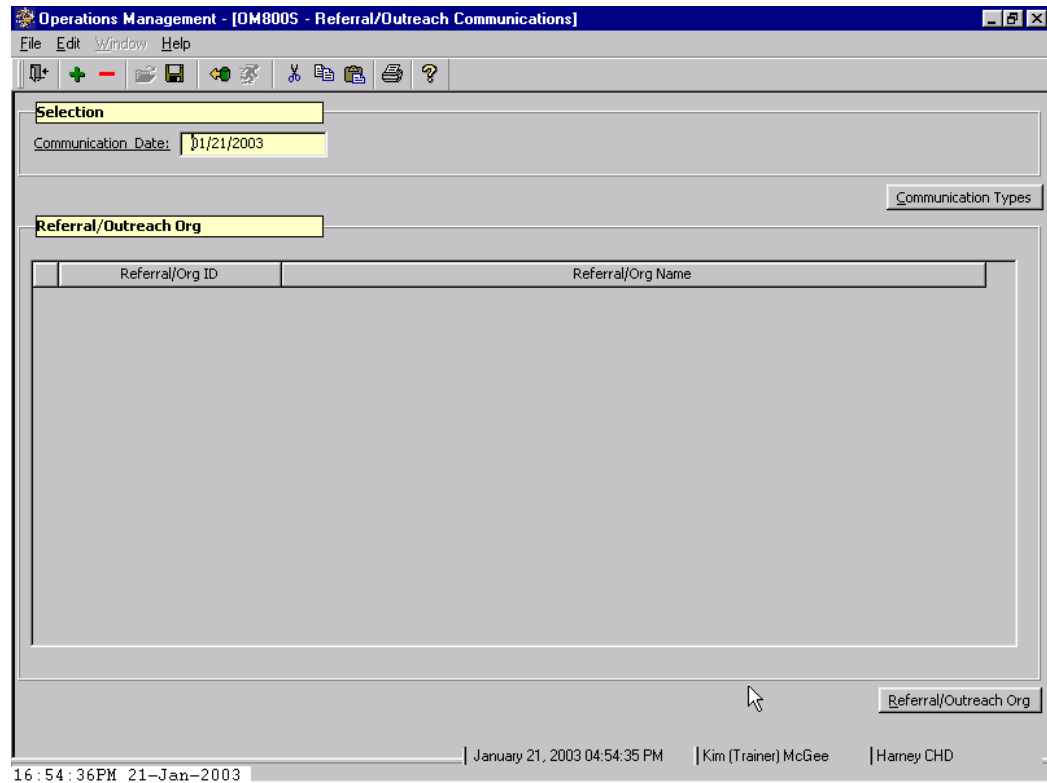 Operations Management - [OM800S - Referral/Outreach Communications]
File Edit Window Help
Selection
Communication Date: 01/21/2003
Communication Types
Referral/Outreach Org
Referral/Org ID Referral/Org Name
Referral/Outreach Org
January 21, 2003 04:54:35 PM Kim (Trainer) McGee Harney CHD
16:54:36PM 21-Jan-2003